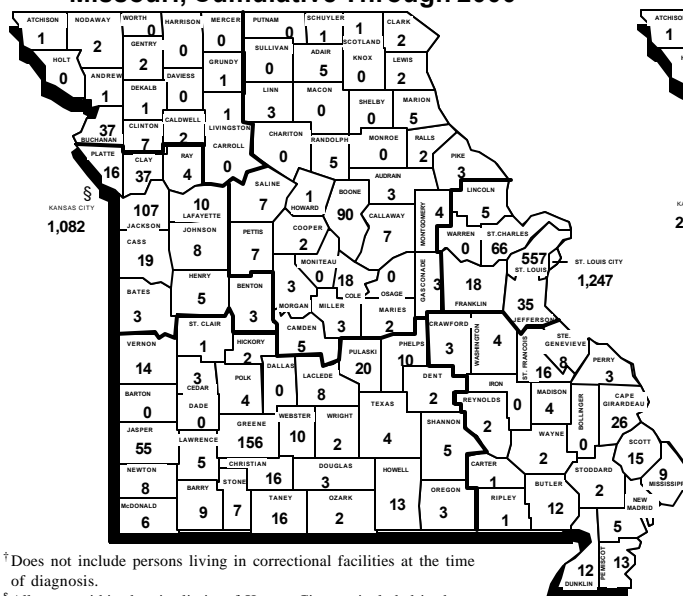 Missouri, Cumulative Through 2006
ATCHISON NODAWAY WORTH HARRISON MERCER PUTNAM SCHUYLER SCOTLAND CLARK
1 2 0 0 0 0 1 1 2
HOLT GENTRY SULLIVAN ADAIR KNOX LEWIS
0 2 0 5 0 2
ANDREW DEKALB DAVIESS GRUNDY LINN MACON SHELBY MARION
1 1 0 1 3 0 0 5
BUCHANAN CLINTON CALDWELL LIVINGSTON CHARITON RANDOLPH MONROE RALLS
37 7 2 1 0 5 0 2
PLATTE CLAY RAY CARROLL AUDRAIN PIKE
16 37 4 0 3 3
§
KANSAS CITY
1,082
JACKSON LAFAYETTE SALINE HOWARD BOONE CALLAWAY MONTGOMERY LINCOLN
107 10 7 1 90 7 4 5
CASS JOHNSON PETTIS COOPER WARREN ST.CHARLES
19 8 7 2 0 66
MONITEAU COLE OSAGE GASCONADE FRANKLIN ST. LOUIS
0 18 0 3 18 557
ST. LOUIS CITY
1,247
BATES HENRY BENTON MORGAN MILLER MARIES JEFFERSON
3 5 3 3 3 2 35
VERNON ST. CLAIR HICKORY CAMDEN PULASKI PHELPS CRAWFORD WASHINGTON ST. FRANCOIS STE. GENEVIEVE PERRY
14 1 2 5 20 10 3 4 16 8 3
BARTON CEDAR POLK DALLAS LACLEDE DENT IRON MADISON BOLLINGER CAPE GIRARDEAU
0 3 4 0 8 2 0 4 0 26
DADE GREENE WEBSTER WRIGHT TEXAS REYNOLDS
0 156 10 2 4 2
JASPER LAWRENCE SHANNON WAYNE SCOTT
55 5 5 2 15
NEWTON CHRISTIAN DOUGLAS HOWELL CARTER BUTLER STODDARD MISSISSIPPI
8 16 3 13 1 12 2 9
McDONALD BARRY STONE TANEY OZARK OREGON RIPLEY NEW MADRID
6 9 7 16 2 3 1 5
DUNKLIN PEMISCOT
12 13
ATCHISON
1
†Does not include persons living in correctional facilities at the time
of diagnosis.